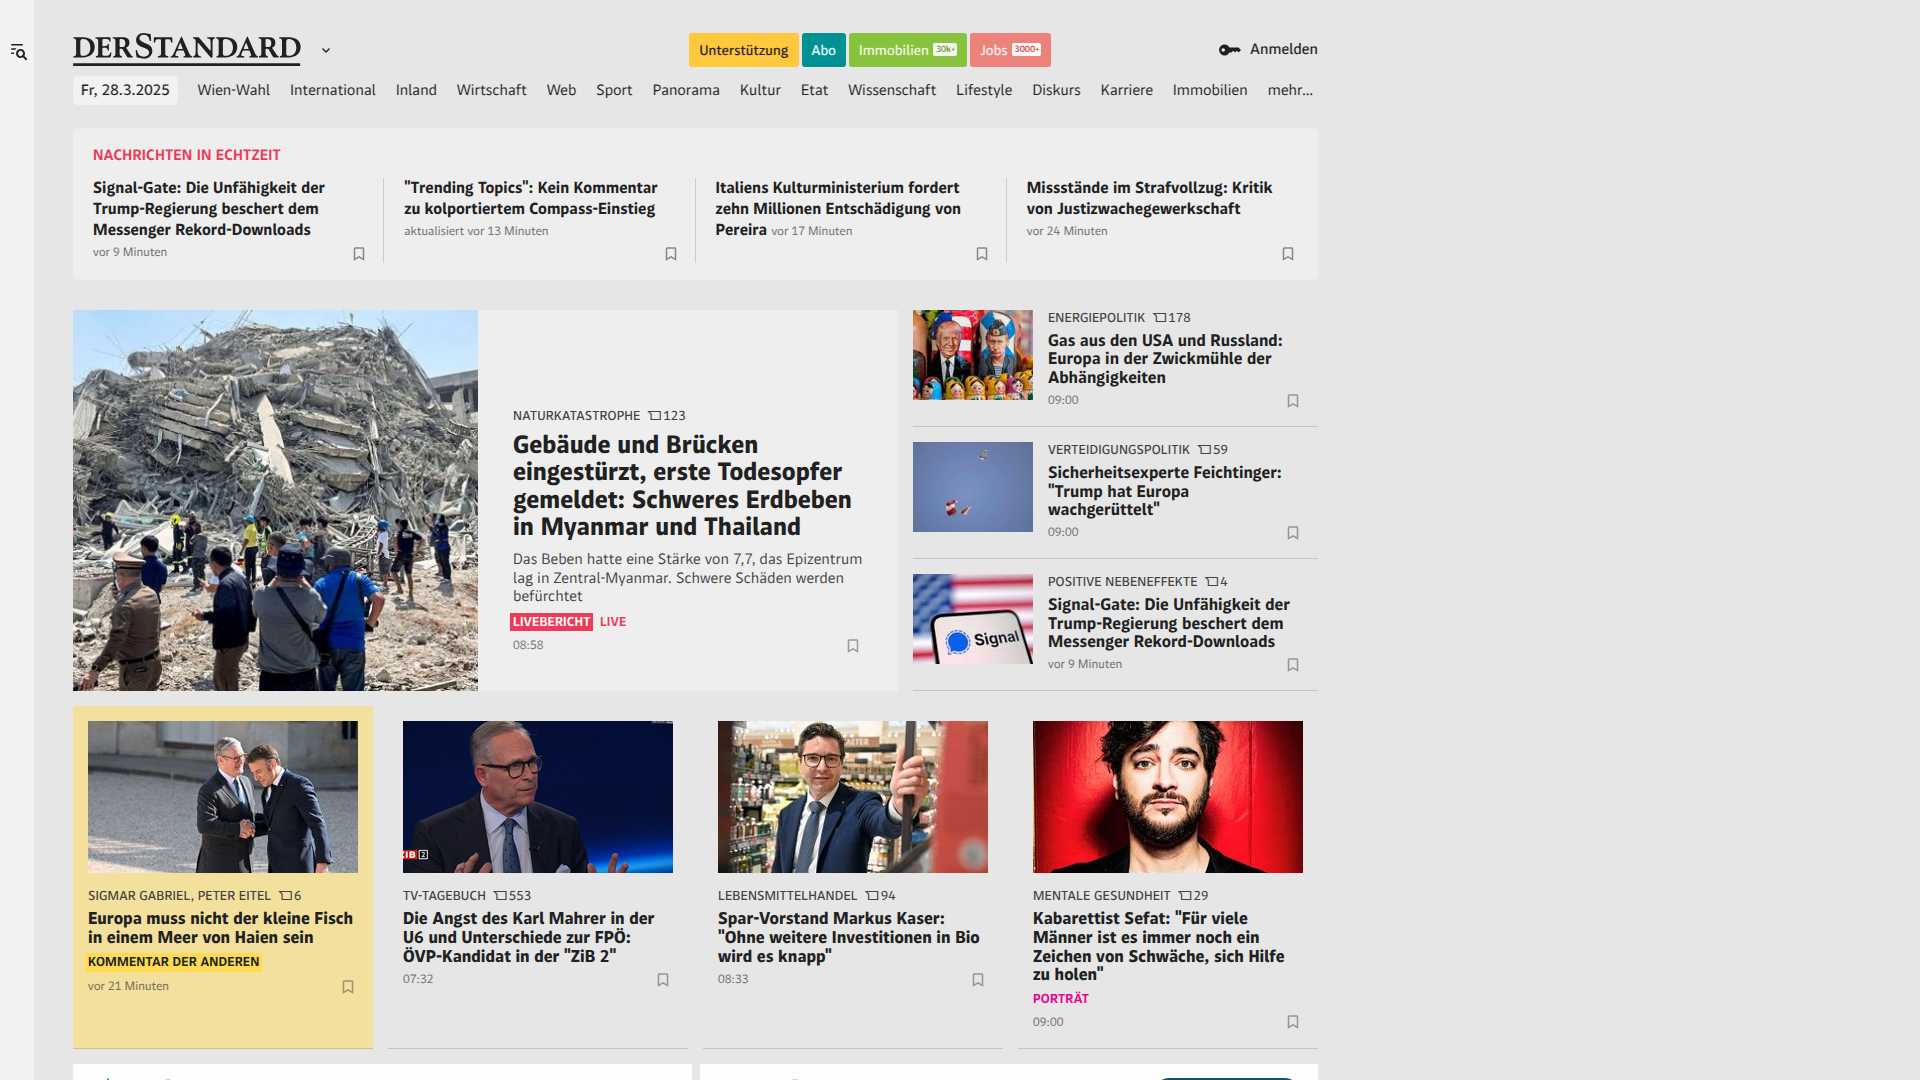 DERSTANDARD
Unterstützung
Abo
Immobilien 30k+
Jobs 3000+
Anmelden
Fr, 28.3.2025
Wien-Wahl
International
Inland
Wirtschaft
Web
Sport
Panorama
Kultur
Etat
Wissenschaft
Lifestyle
Diskurs
Karriere
Immobilien
mehr...
NACHRICHTEN IN ECHTZEIT
Signal-Gate: Die Unfähigkeit der
Trump-Regierung beschert dem
Messenger Rekord-Downloads
vor 9 Minuten
"Trending Topics": Kein Kommentar
zu kolportiertem Compass-Einstieg
aktualisiert vor 13 Minuten
Italiens Kulturministerium fordert
zehn Millionen Entschädigung von
Pereira vor 17 Minuten
Missstände im Strafvollzug: Kritik
von Justizwachegewerkschaft
vor 24 Minuten
NATURKATASTROPHE 123
Gebäude und Brücken
eingestürzt, erste Todesopfer
gemeldet: Schweres Erdbeben
in Myanmar und Thailand
Das Beben hatte eine Stärke von 7,7, das Epizentrum
lag in Zentral-Myanmar. Schwere Schäden werden
befürchtet
LIVEBERICHT LIVE
08:58
ENERGIEPOLITIK 178
Gas aus den USA und Russland:
Europa in der Zwickmühle der
Abhängigkeiten
09:00
VERTEIDIGUNGSPOLITIK 59
Sicherheitsexperte Feichtinger:
"Trump hat Europa
wachgerüttelt"
09:00
Signal
POSITIVE NEBENEFFEKTE 4
Signal-Gate: Die Unfähigkeit der
Trump-Regierung beschert dem
Messenger Rekord-Downloads
vor 9 Minuten
SIGMAR GABRIEL, PETER EITEL 6
Europa muss nicht der kleine Fisch
in einem Meer von Haien sein
KOMMENTAR DER ANDEREN
vor 21 Minuten
ZIB 2
TV-TAGEBUCH 553
Die Angst des Karl Mahrer in der
U6 und Unterschiede zur FPÖ:
ÖVP-Kandidat in der "ZiB 2"
07:32
LEBENSMITTELHANDEL 94
Spar-Vorstand Markus Kaser:
"Ohne weitere Investitionen in Bio
wird es knapp"
08:33
MENTALE GESUNDHEIT 29
Kabarettist Sefat: "Für viele
Männer ist es immer noch ein
Zeichen von Schwäche, sich Hilfe
zu holen"
PORTRÄT
09:00